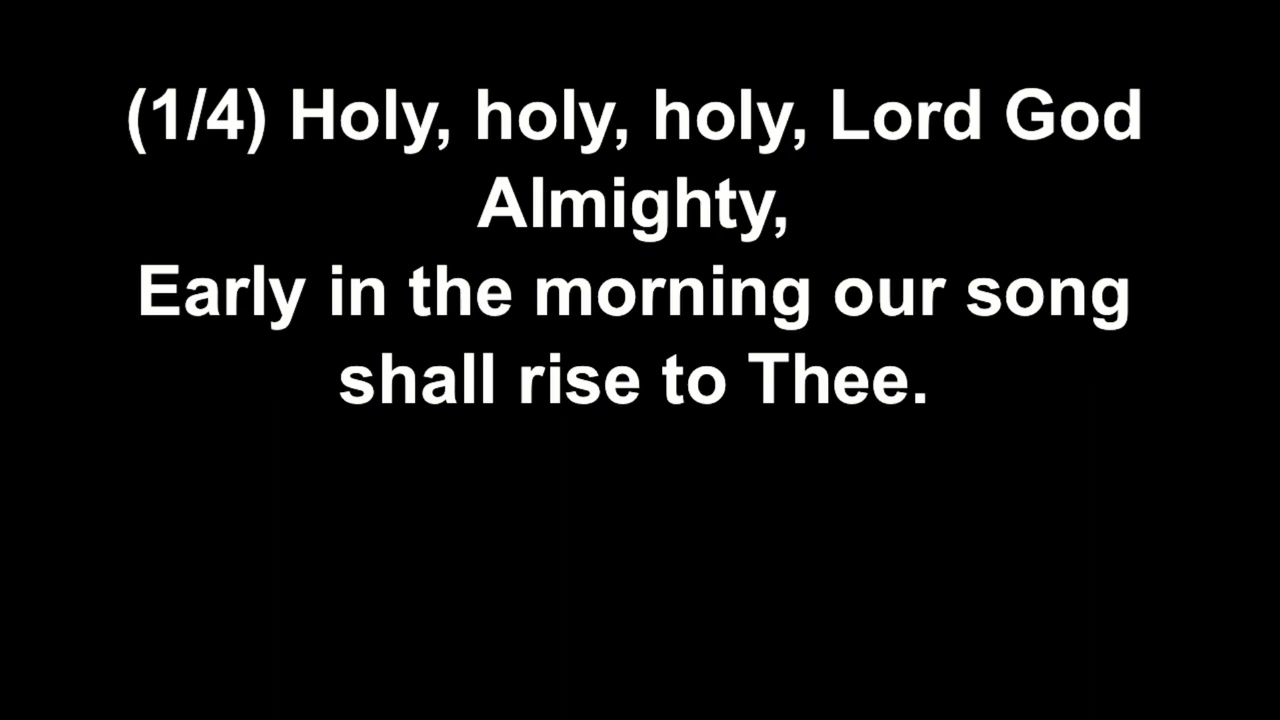 (1/4) Holy, holy, holy, Lord God
Almighty,
Early in the morning our song
shall rise to Thee.